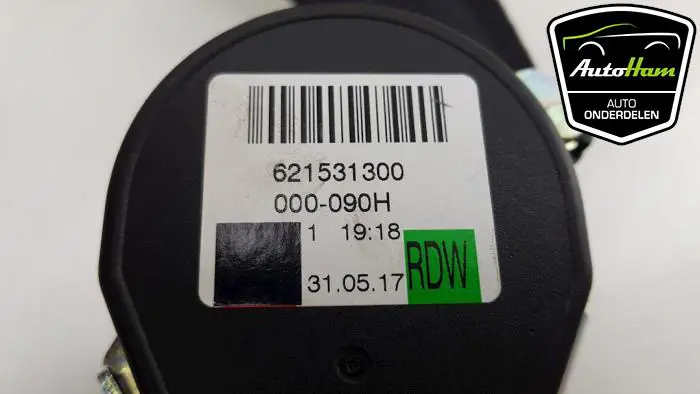 AutoHam
AUTO
ONDERDELEN
621531300
000-090H
1 19:18
31.05.17
RDW